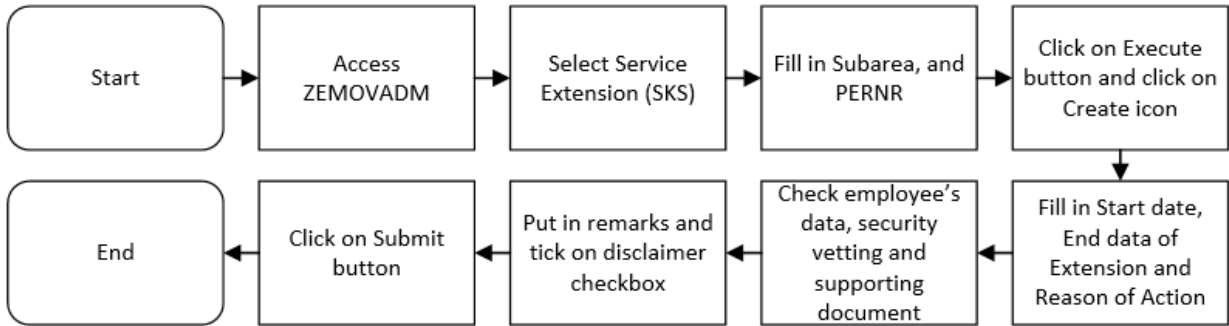 Start
Access
ZEMOVADM
Select Service
Extension (SKS)
Fill in Subarea, and
PERNR
Click on Execute
button and click on
Create icon
Fill in Start date,
End data of
Extension and
Reason of Action
Check employee’s
data, security
vetting and
supporting
document
Put in remarks and
tick on disclaimer
checkbox
Click on Submit
button
End